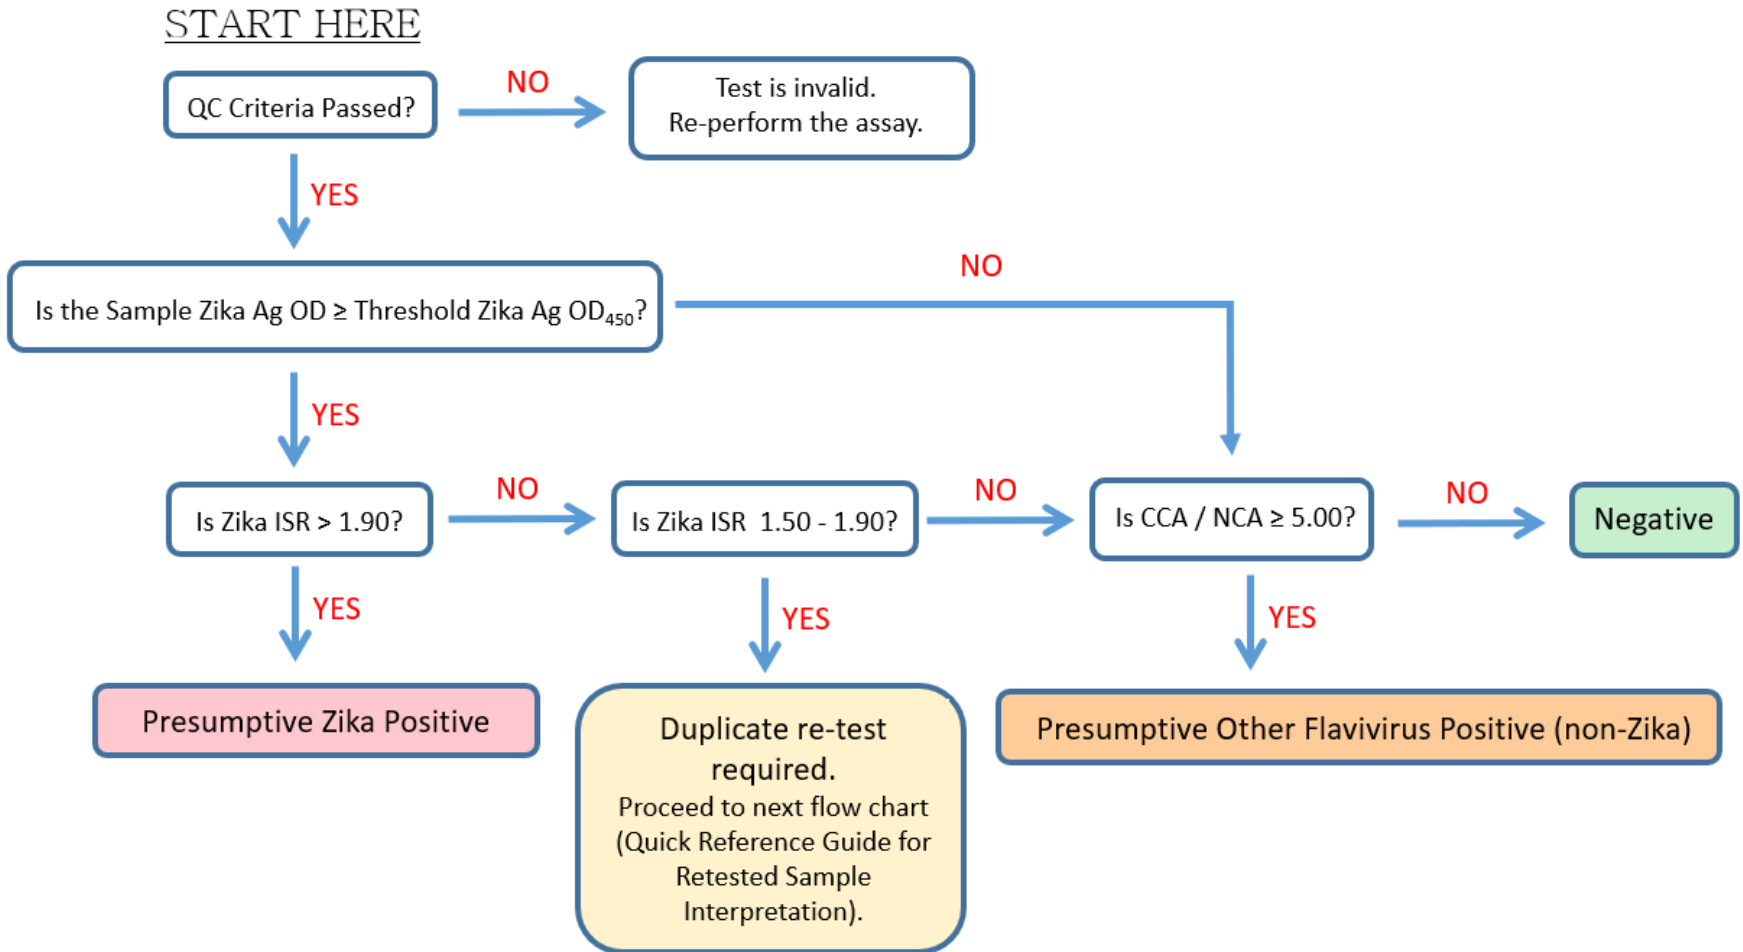 START HERE
QC Criteria Passed?
NO
Test is invalid.
Re-perform the assay.
YES
Is the Sample Zika Ag OD ≥ Threshold Zika Ag OD₄₅₀?
NO
YES
Is Zika ISR > 1.90?
NO
Is Zika ISR 1.50 - 1.90?
NO
Is CCA / NCA ≥ 5.00?
NO
Negative
YES
YES
YES
Presumptive Zika Positive
Duplicate re-test
required.
Proceed to next flow chart
(Quick Reference Guide for
Retested Sample
Interpretation).
Presumptive Other Flavivirus Positive (non-Zika)